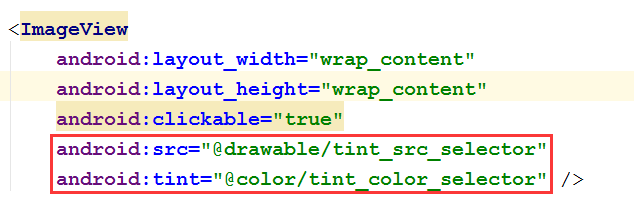 <ImageView
android:layout_width="wrap_content"
android:layout_height="wrap_content"
android:clickable="true"
android:src="@drawable/tint_src_selector"
android:tint="@color/tint_color_selector" />